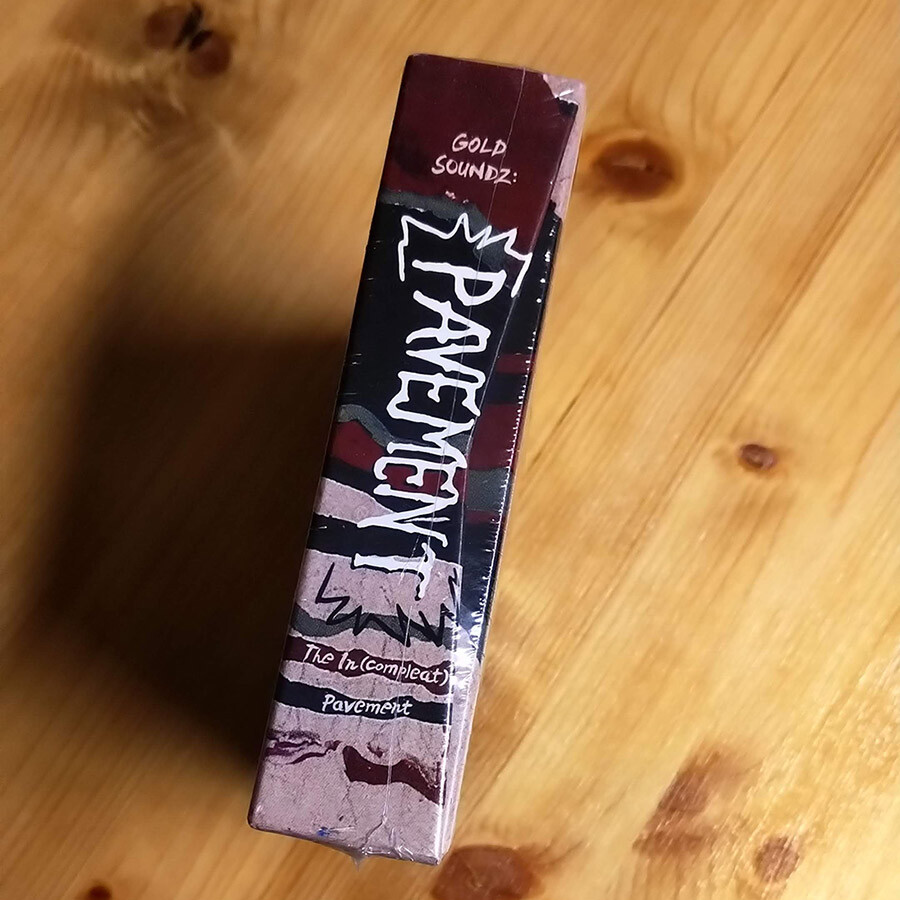 GOLD
SOUNDZ:
PAVEMENT
The In(compleat)
Pavement